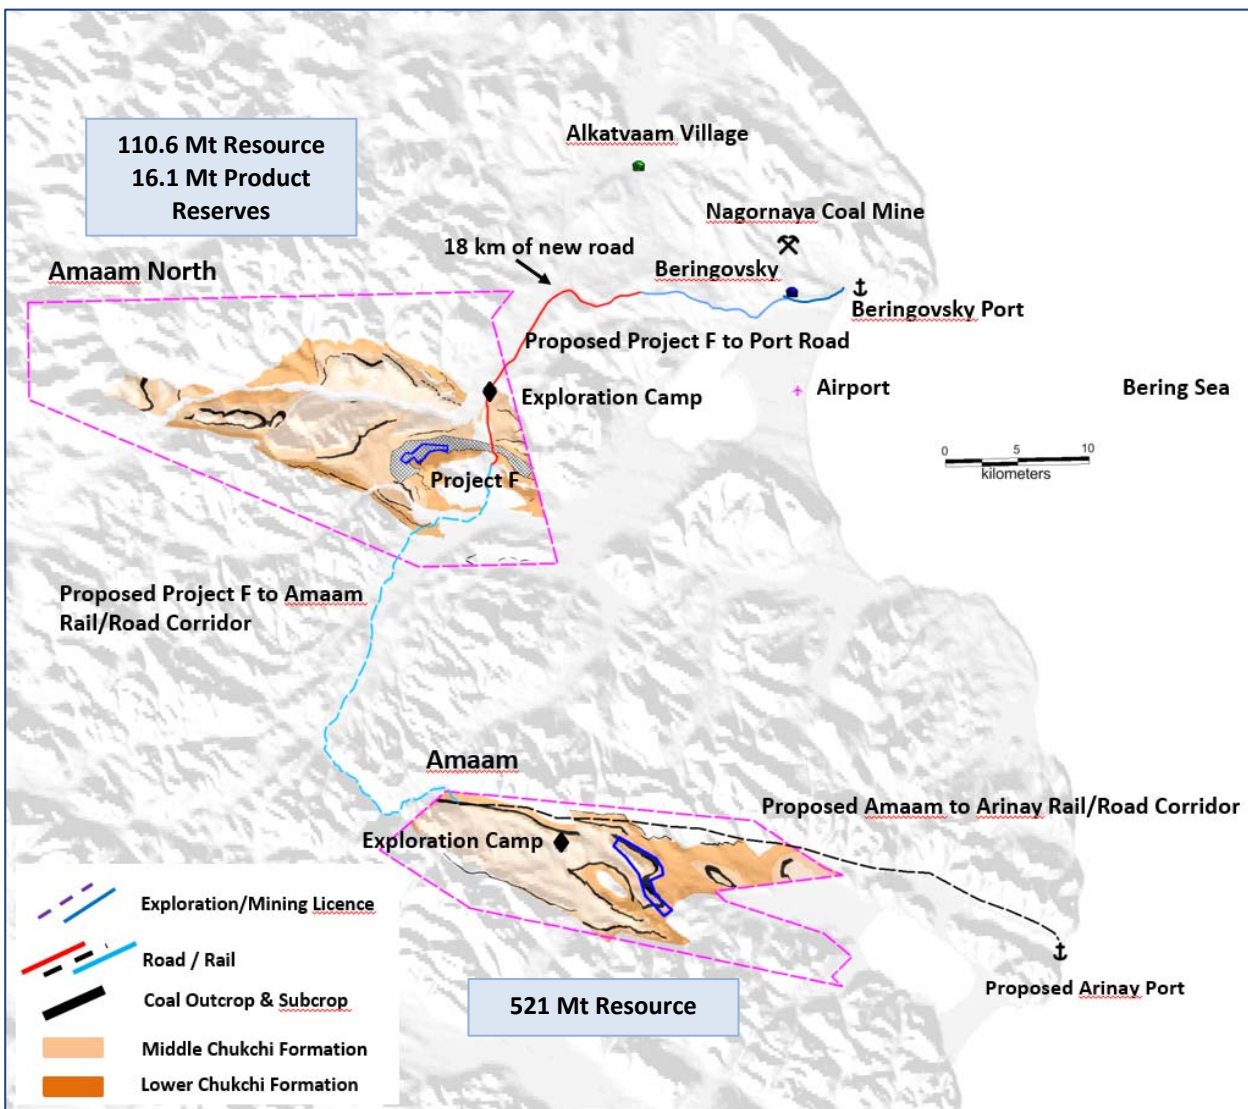 Alkatvaam Village
110.6 Mt Resource
16.1 Mt Product
Reserves
Nagornaya Coal Mine
18 km of new road
Beringovsky
Amaam North
Beringovsky Port
Proposed Project F to Port Road
Exploration Camp
Airport
Bering Sea
0 5 10
kilometers
Project F
Proposed Project F to Amaam
Rail/Road Corridor
Amaam
Proposed Amaam to Arinay Rail/Road Corridor
Exploration Camp
Proposed Arinay Port
521 Mt Resource
Exploration/Mining Licence
Road / Rail
Coal Outcrop & Subcrop
Middle Chukchi Formation
Lower Chukchi Formation